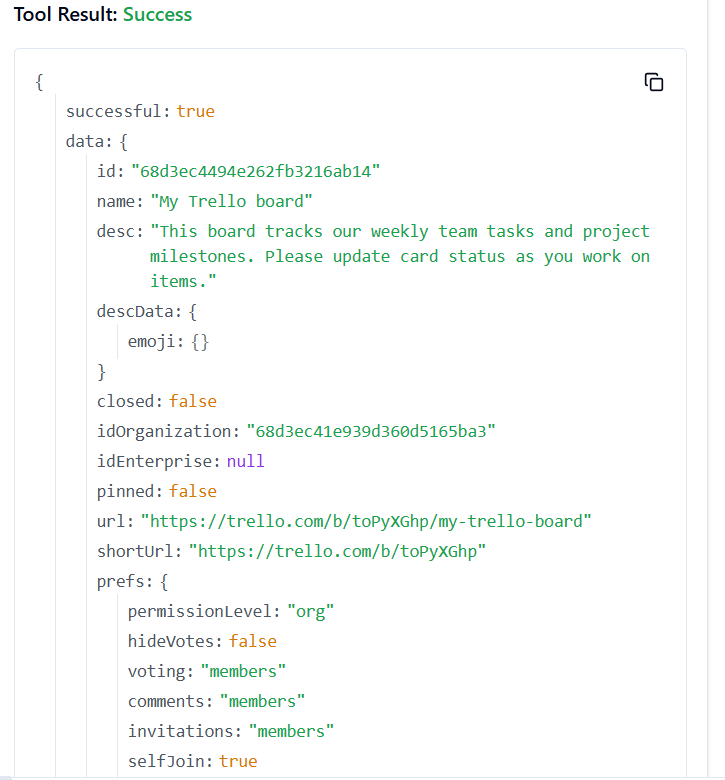 Tool Result: Success
{
successful: true
data: {
id: "68d3ec4494e262fb3216ab14"
name: "My Trello board"
desc: "This board tracks our weekly team tasks and project
milestones. Please update card status as you work on
items."
descData: {
emoji: {}
}
closed: false
idOrganization: "68d3ec41e939d360d5165ba3"
idEnterprise: null
pinned: false
url: "https://trello.com/b/toPyXGhp/my-trello-board"
shortUrl: "https://trello.com/b/toPyXGhp"
prefs: {
permissionLevel: "org"
hideVotes: false
voting: "members"
comments: "members"
invitations: "members"
selfJoin: true